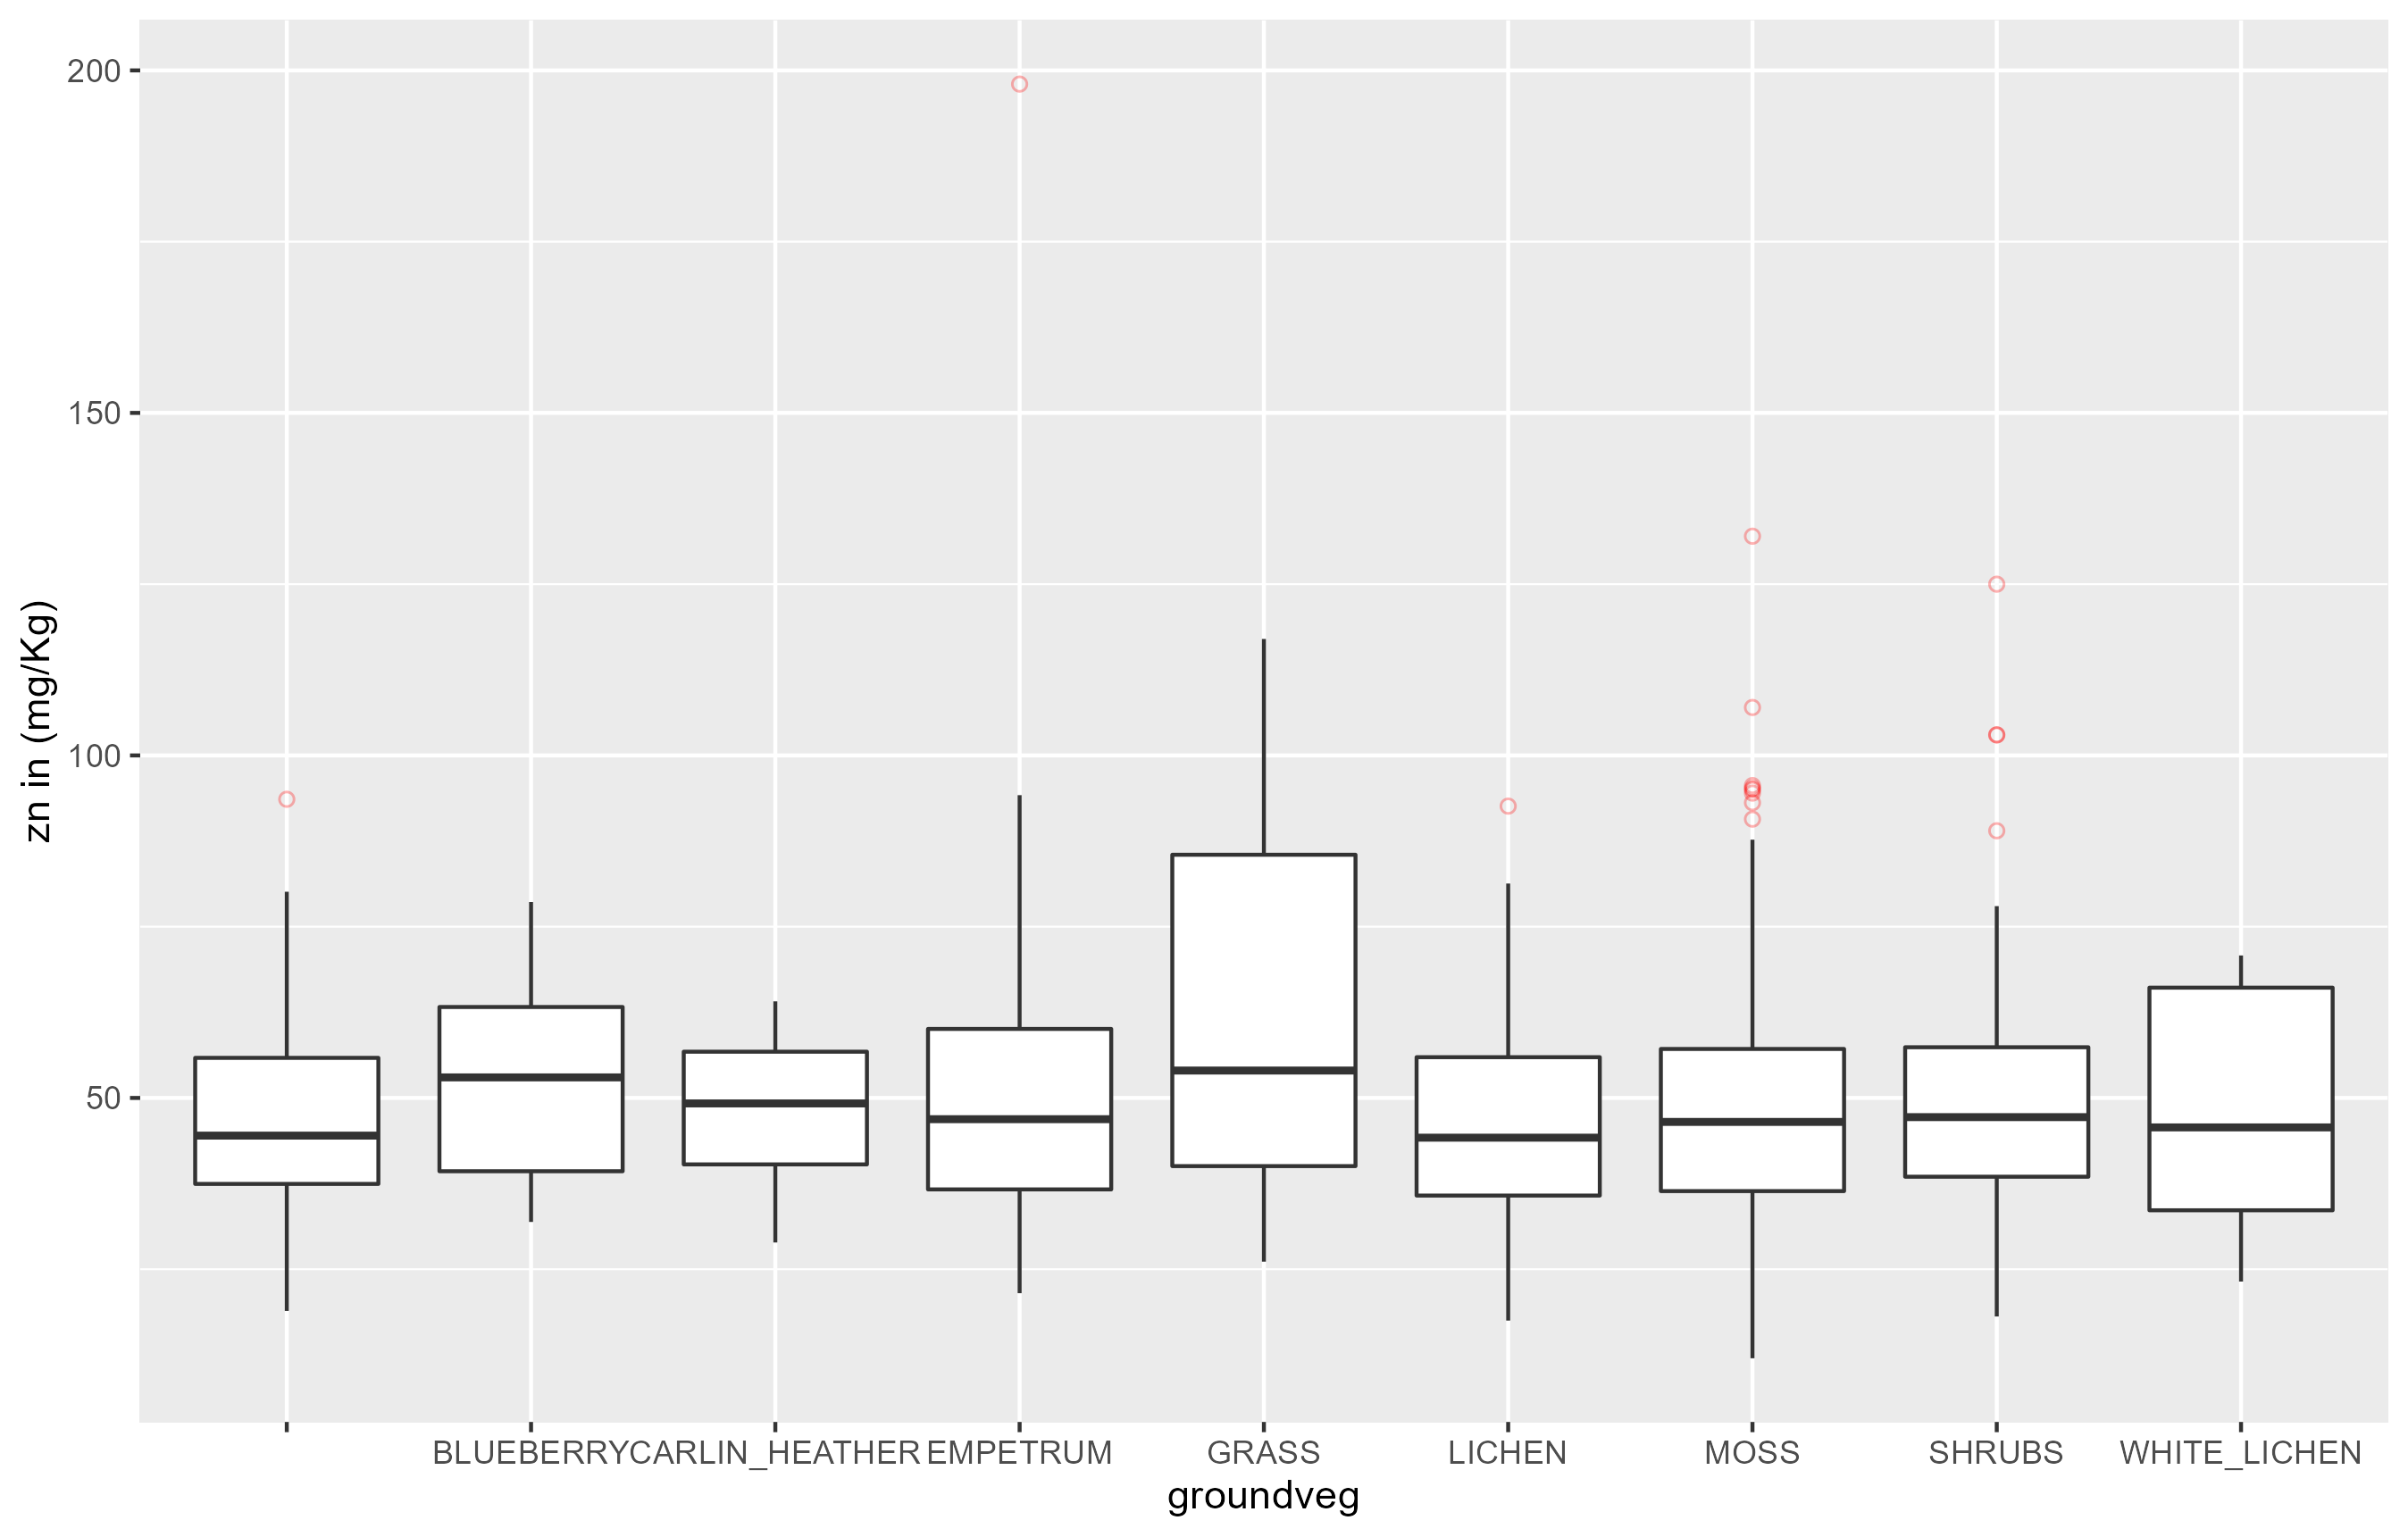 200
150
100
50
zn in (mg/Kg)
BLUEBERRY CARLIN_HEATHER EMPETRUM GRASS LICHEN MOSS SHRUBS WHITE_LICHEN
groundveg